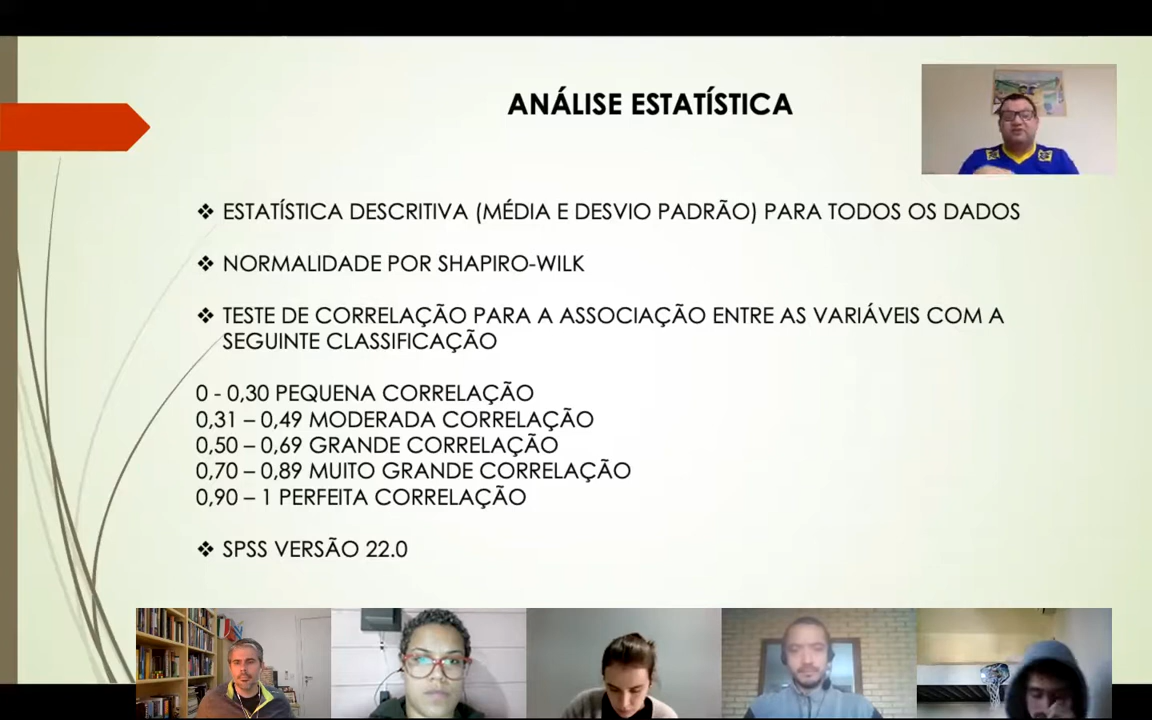 ANÁLISE ESTATÍSTICA
❖ ESTATÍSTICA DESCRITIVA (MÉDIA E DESVIO PADRÃO) PARA TODOS OS DADOS
❖ NORMALIDADE POR SHAPIRO-WILK
❖ TESTE DE CORRELAÇÃO PARA A ASSOCIAÇÃO ENTRE AS VARIÁVEIS COM A
SEGUINTE CLASSIFICAÇÃO
0 - 0,30 PEQUENA CORRELAÇÃO
0,31 – 0,49 MODERADA CORRELAÇÃO
0,50 – 0,69 GRANDE CORRELAÇÃO
0,70 – 0,89 MUITO GRANDE CORRELAÇÃO
0,90 – 1 PERFEITA CORRELAÇÃO
❖ SPSS VERSÃO 22.0